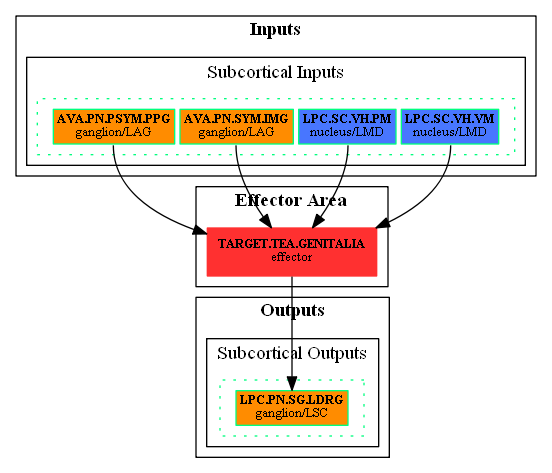 Inputs
Subcortical Inputs
AVA.PN.PSYM.PPG
ganglion/LAG
AVA.PN.SYM.IMG
ganglion/LAG
LPC.SC.VH.PM
nucleus/LMD
LPC.SC.VH.VM
nucleus/LMD
Effector Area
TARGET.TEA.GENITALIA
effector
Outputs
Subcortical Outputs
LPC.PN.SG.LDRG
ganglion/LSC